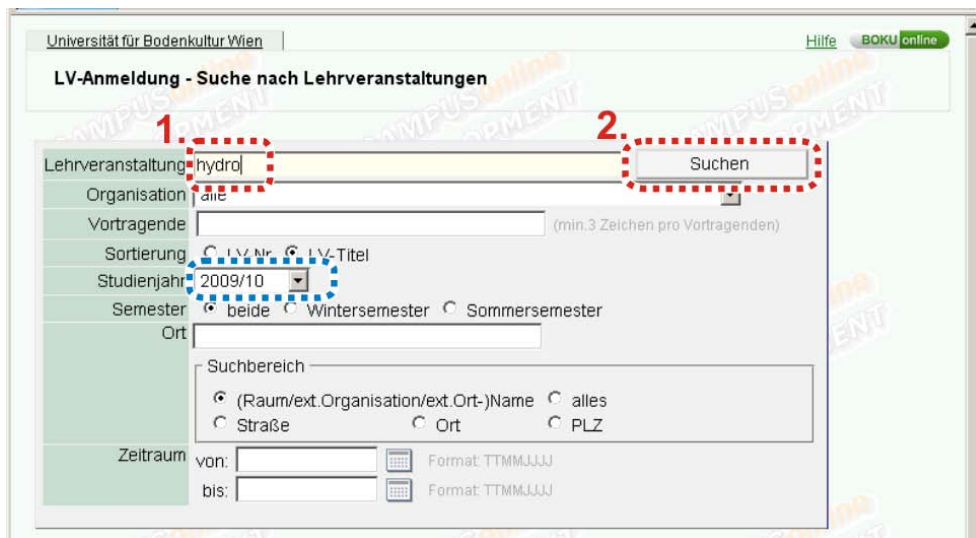 Universität für Bodenkultur Wien
Hilfe BOKU online
LV-Anmeldung - Suche nach Lehrveranstaltungen
1. 2.
Lehrveranstaltung hydro Suchen
Organisation alle
Vortragende (min.3 Zeichen pro Vortragenden)
Sortierung LV-Nr. LV-Titel
Studienjahr 2009/10
Semester beide Wintersemester Sommersemester
Ort
Suchbereich
(Raum/ext.Organisation/ext.Ort-)Name alles
Straße Ort PLZ
Zeitraum von: Format: TTMMJJJJ
bis: Format: TTMMJJJJ